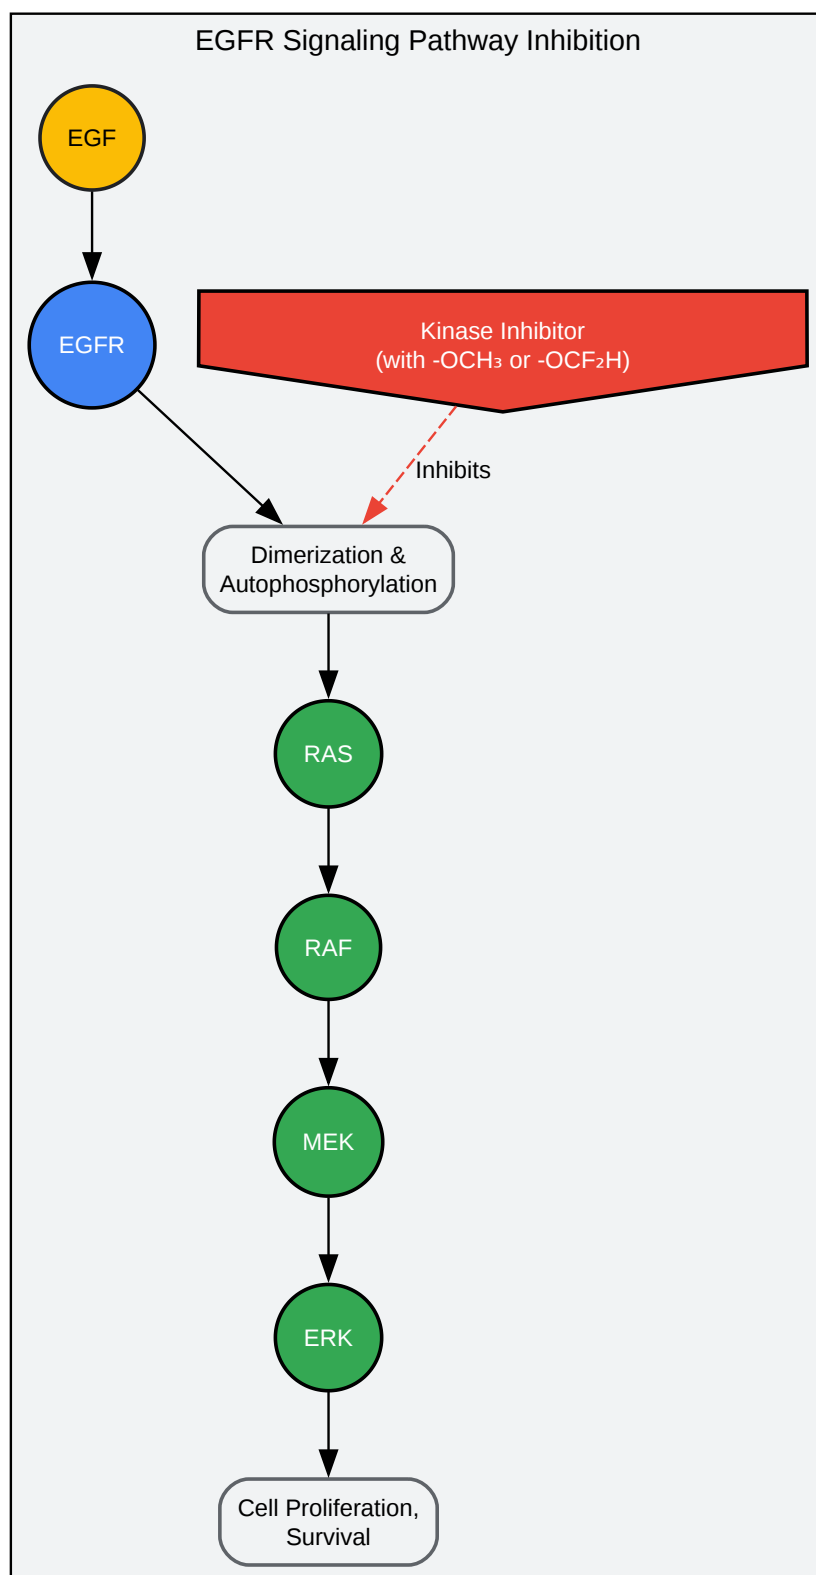 EGFR Signaling Pathway Inhibition
EGF
EGFR
Kinase Inhibitor
(with -OCH₃ or -OCF₂H)
Inhibits
Dimerization &
Autophosphorylation
RAS
RAF
MEK
ERK
Cell Proliferation,
Survival